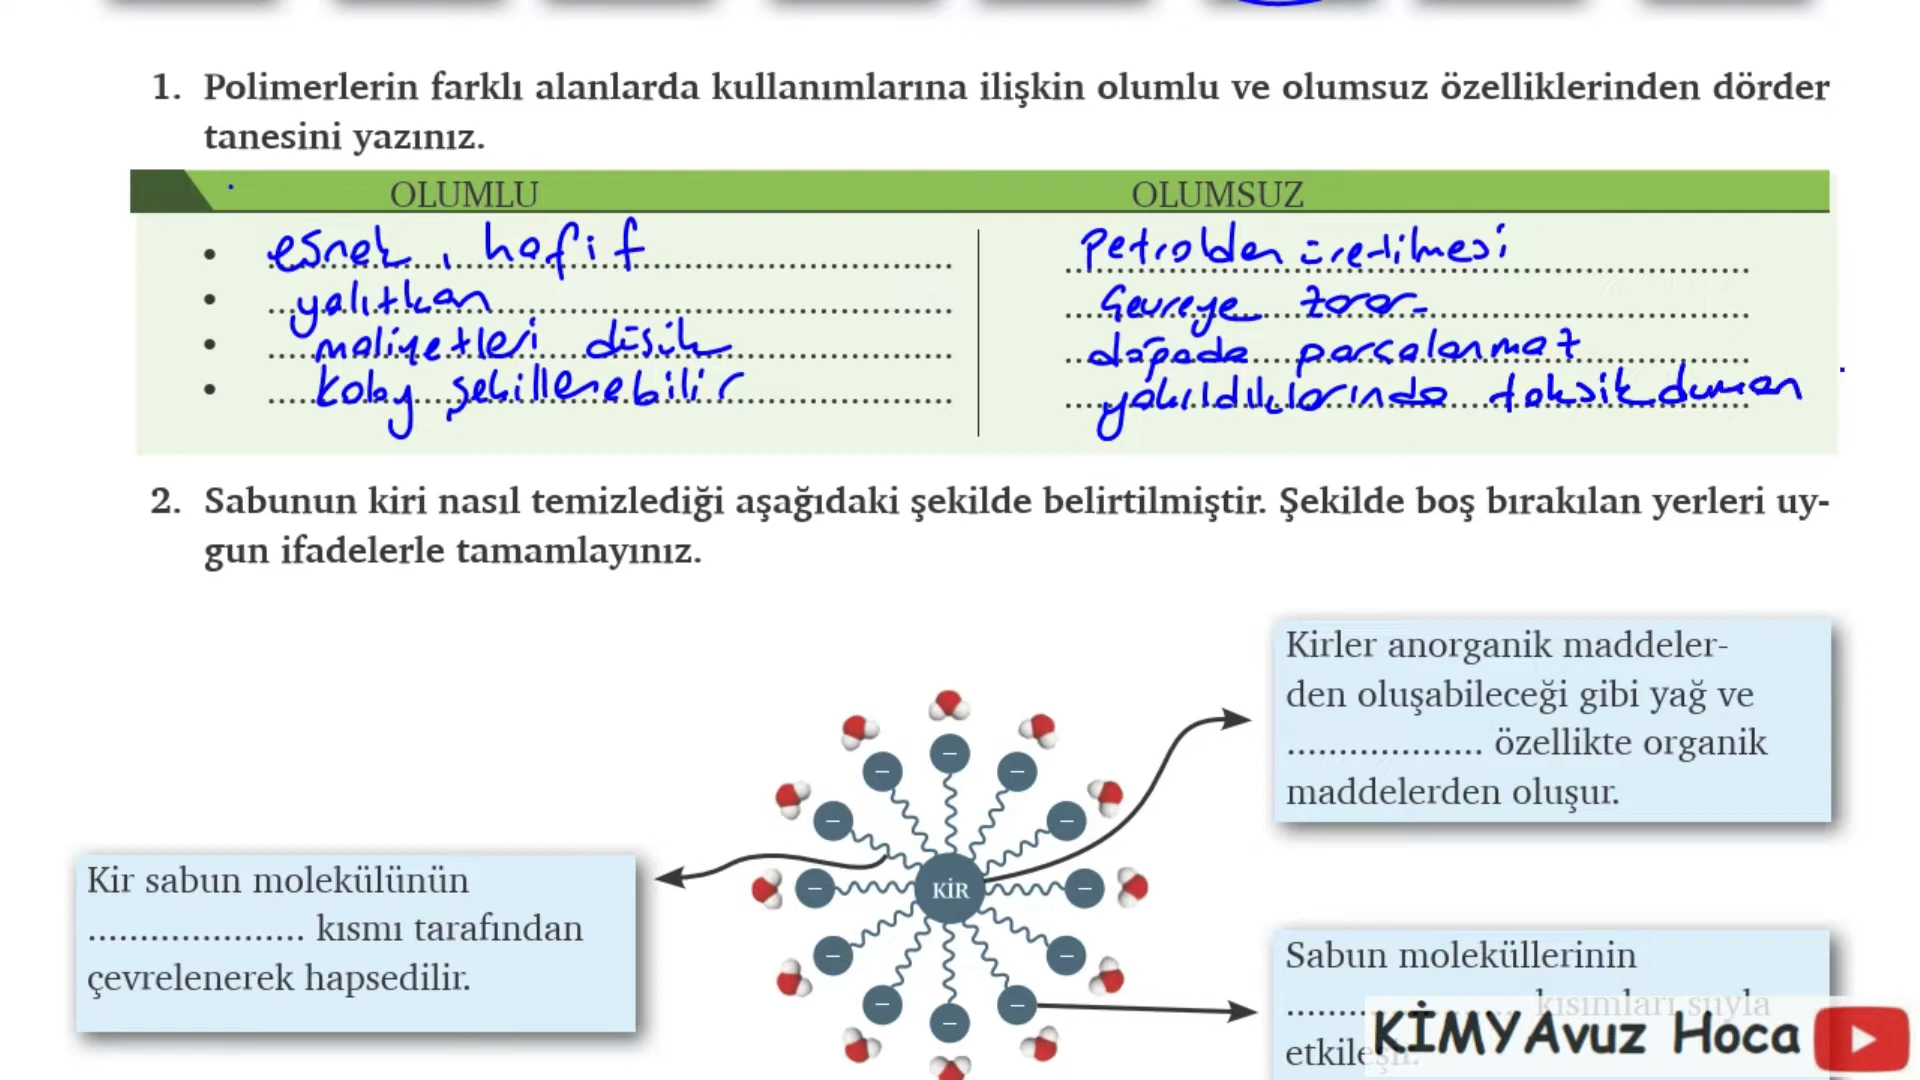 1. Polimerlerin farklı alanlarda kullanımlarına ilişkin olumlu ve olumsuz özelliklerinden dörder
tanesini yazınız.
OLUMLU
OLUMSUZ
esnek, hafif
yalıtkan
maliyetleri düşük
kolay şekillenebilir
Petrolden üretilmesi
Çevreye zarar
doğada parçalanmaz
yakıldıklarında toksik duman
2. Sabunun kiri nasıl temizlediği aşağıdaki şekilde belirtilmiştir. Şekilde boş bırakılan yerleri uy-
gun ifadelerle tamamlayınız.
Kirler anorganik maddeler-
den oluşabileceği gibi yağ ve
................... özellikte organik
maddelerden oluşur.
Kir sabun molekülünün
..................... kısmı tarafından
çevrelenerek hapsedilir.
KİR
Sabun moleküllerinin
..................... kısımları suyla
etkileşir.
KİMYAvuz Hoca